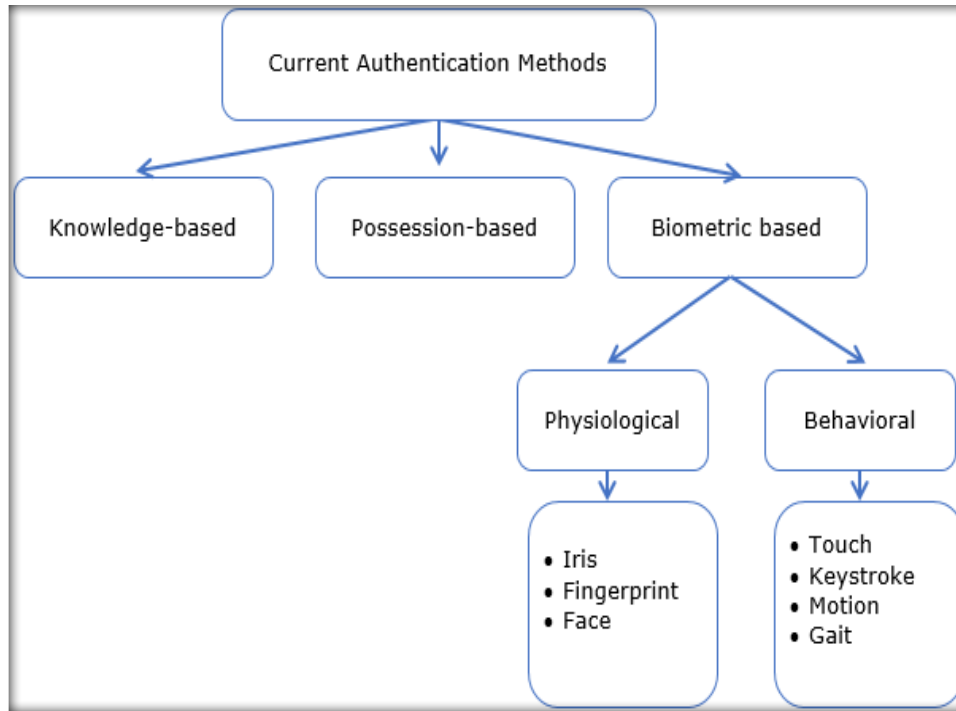 Current Authentication Methods
Knowledge-based
Possession-based
Biometric based
Physiological
Behavioral
• Iris
• Fingerprint
• Face
• Touch
• Keystroke
• Motion
• Gait